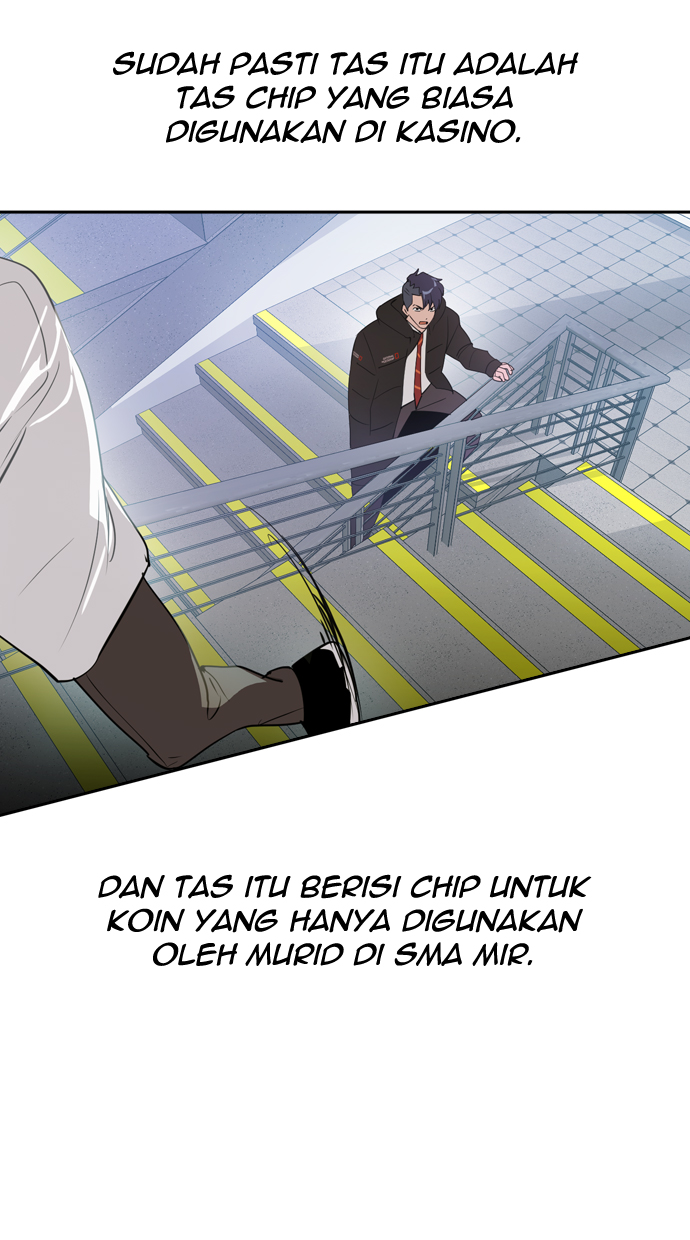 SUDAH PASTI TAS ITU ADALAH
TAS CHIP YANG BIASA
DIGUNAKAN DI KASINO.
DAN TAS ITU BERISI CHIP UNTUK
KOIN YANG HANYA DIGUNAKAN
OLEH MURID DI SMA MIR.